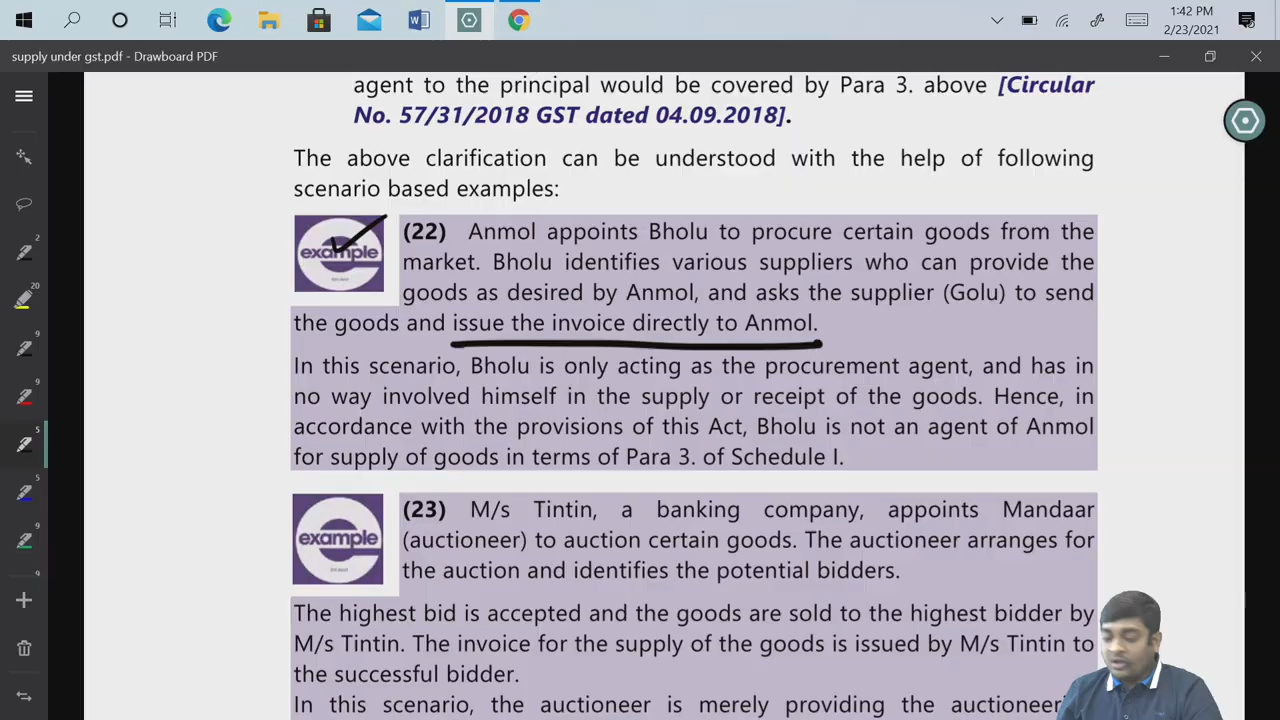 1:42 PM
2/23/2021
supply under gst.pdf - Drawboard PDF
agent to the principal would be covered by Para 3. above [Circular
No. 57/31/2018 GST dated 04.09.2018].
The above clarification can be understood with the help of following
scenario based examples:
example
(22) Anmol appoints Bholu to procure certain goods from the
market. Bholu identifies various suppliers who can provide the
goods as desired by Anmol, and asks the supplier (Golu) to send
the goods and issue the invoice directly to Anmol.
In this scenario, Bholu is only acting as the procurement agent, and has in
no way involved himself in the supply or receipt of the goods. Hence, in
accordance with the provisions of this Act, Bholu is not an agent of Anmol
for supply of goods in terms of Para 3. of Schedule I.
example
(23) M/s Tintin, a banking company, appoints Mandaar
(auctioneer) to auction certain goods. The auctioneer arranges for
the auction and identifies the potential bidders.
The highest bid is accepted and the goods are sold to the highest bidder by
M/s Tintin. The invoice for the supply of the goods is issued by M/s Tintin to
the successful bidder.
In this scenario, the auctioneer is merely providing the
2
20
9
9
5
5
9
9